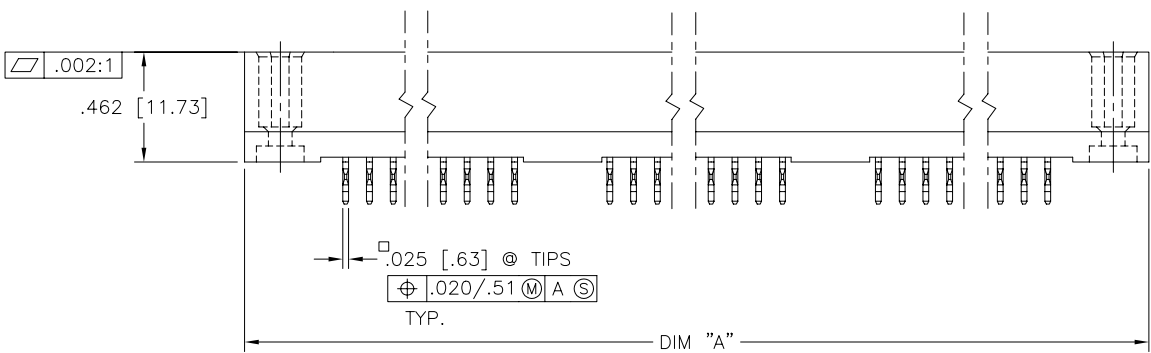 ⏥ .002:1
.462 [11.73]
□.025 [.63] @ TIPS
⌖ .020/.51 Ⓜ A Ⓢ
TYP.
DIM "A"